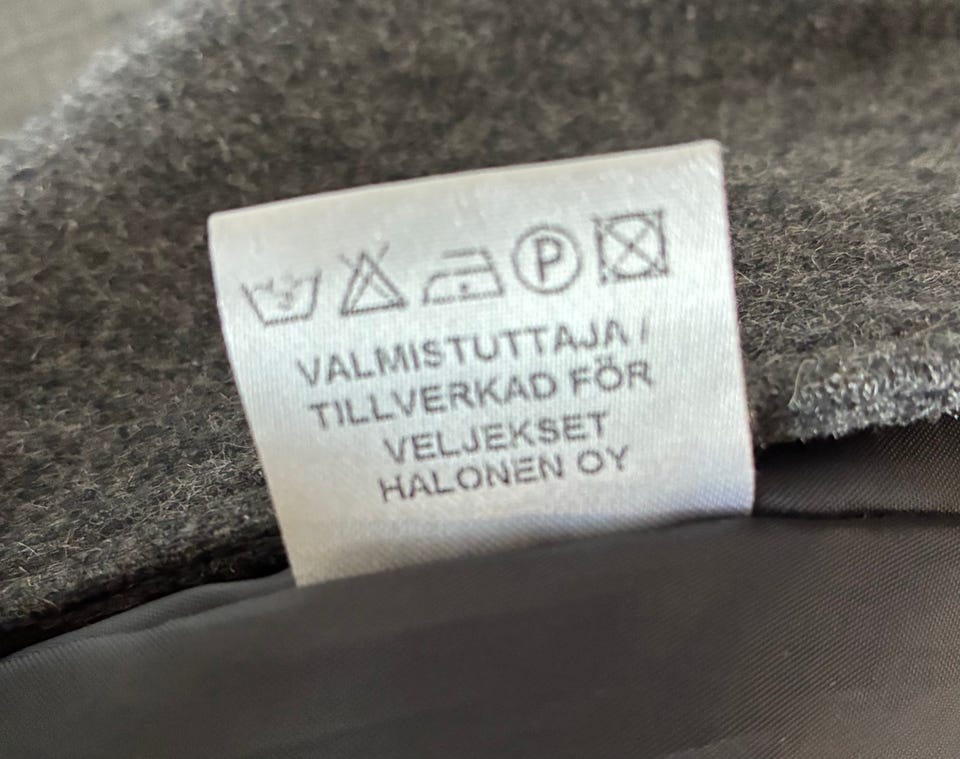 P
VALMISTUTTAJA /
TILLVERKAD FÖR
VELJEKSET
HALONEN OY